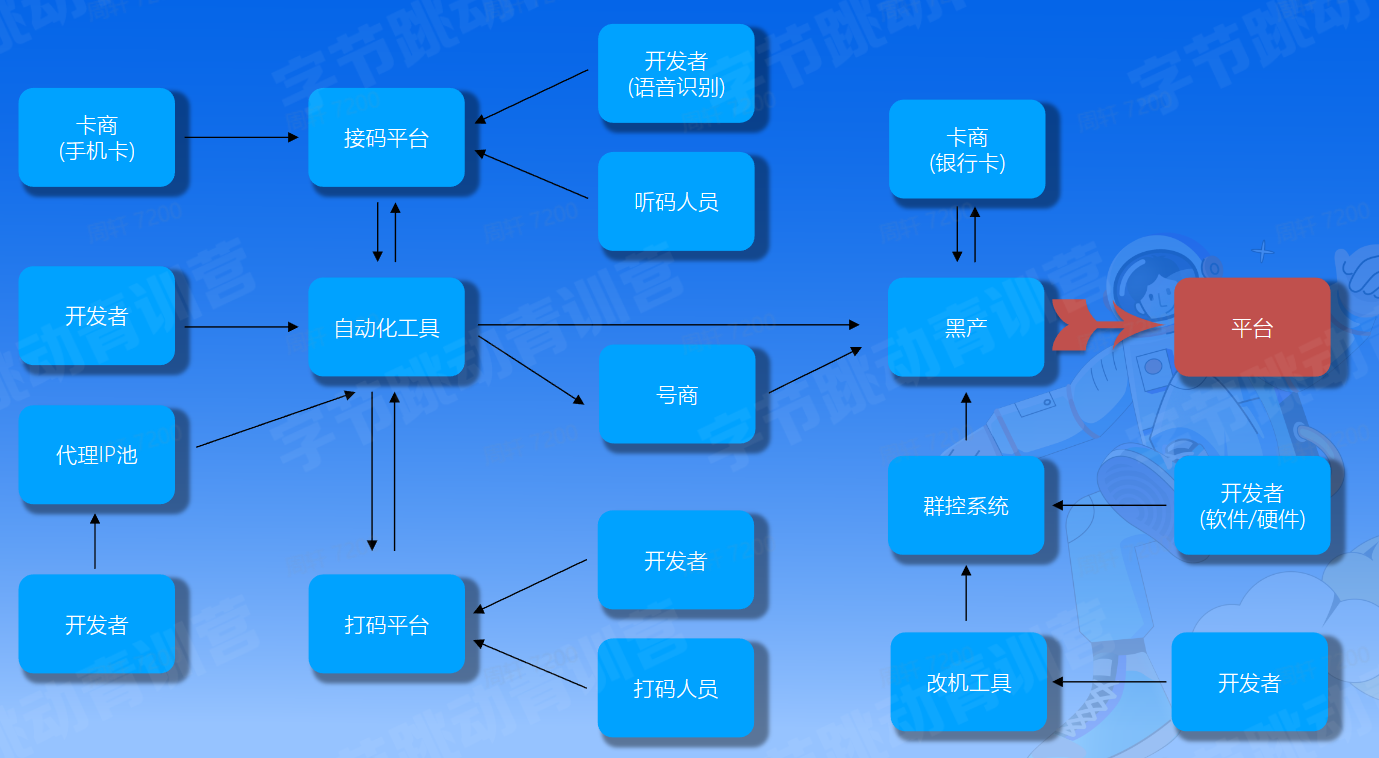 开发者
(语音识别)
卡商
(手机卡)
接码平台
卡商
(银行卡)
听码人员
开发者
自动化工具
黑产
平台
号商
代理IP池
群控系统
开发者
(软件/硬件)
开发者
开发者
打码平台
打码人员
改机工具
开发者
字节跳动青训营
周轩 7200